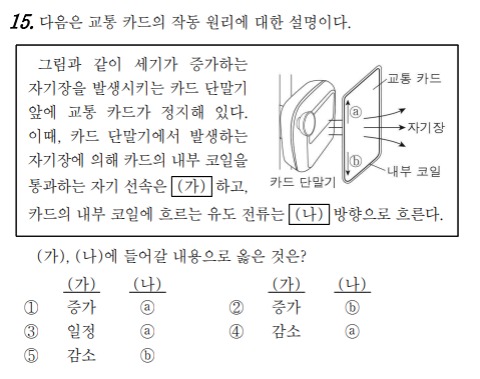 15. 다음은 교통 카드의 작동 원리에 대한 설명이다.
그림과 같이 세기가 증가하는
자기장을 발생시키는 카드 단말기
앞에 교통 카드가 정지해 있다.
이때, 카드 단말기에서 발생하는
자기장에 의해 카드의 내부 코일을
통과하는 자기 선속은 (가) 하고,
카드의 내부 코일에 흐르는 유도 전류는 (나) 방향으로 흐른다.
교통 카드
ⓐ
자기장
ⓑ
내부 코일
카드 단말기
(가), (나)에 들어갈 내용으로 옳은 것은?
(가) (나) (가) (나)
① 증가 ⓐ ② 증가 ⓑ
③ 일정 ⓐ ④ 감소 ⓐ
⑤ 감소 ⓑ